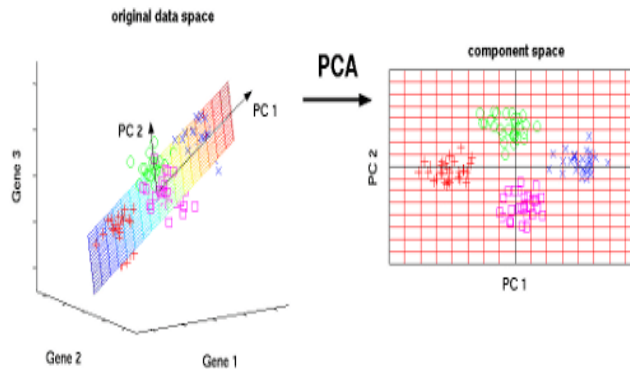 original data space
component space
PCA
PC 1
PC 2
Gene 3
PC 2
Gene 2
Gene 1
PC 1